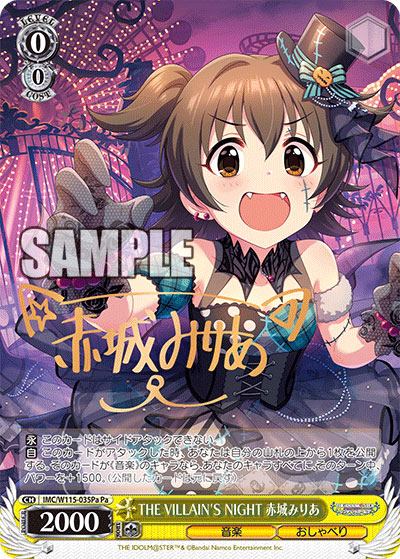 LEVEL
0
0
COST
SAMPLE
赤城みりあ
永 このカードはサイドアタックできない。
自 このカードがアタックした時、あなたは自分の山札の上から1枚を公開
する。そのカードが《音楽》のキャラなら、あなたのキャラすべてに、そのターン中、
パワーを+1500。(公開したカードは元に戻す)
CH IMC/W115-035Pa Pa
2000
THE VILLAIN'S NIGHT 赤城みりあ
音楽 おしゃべり
THE IDOLM@STER™& ©Bandai Namco Entertainment Inc.